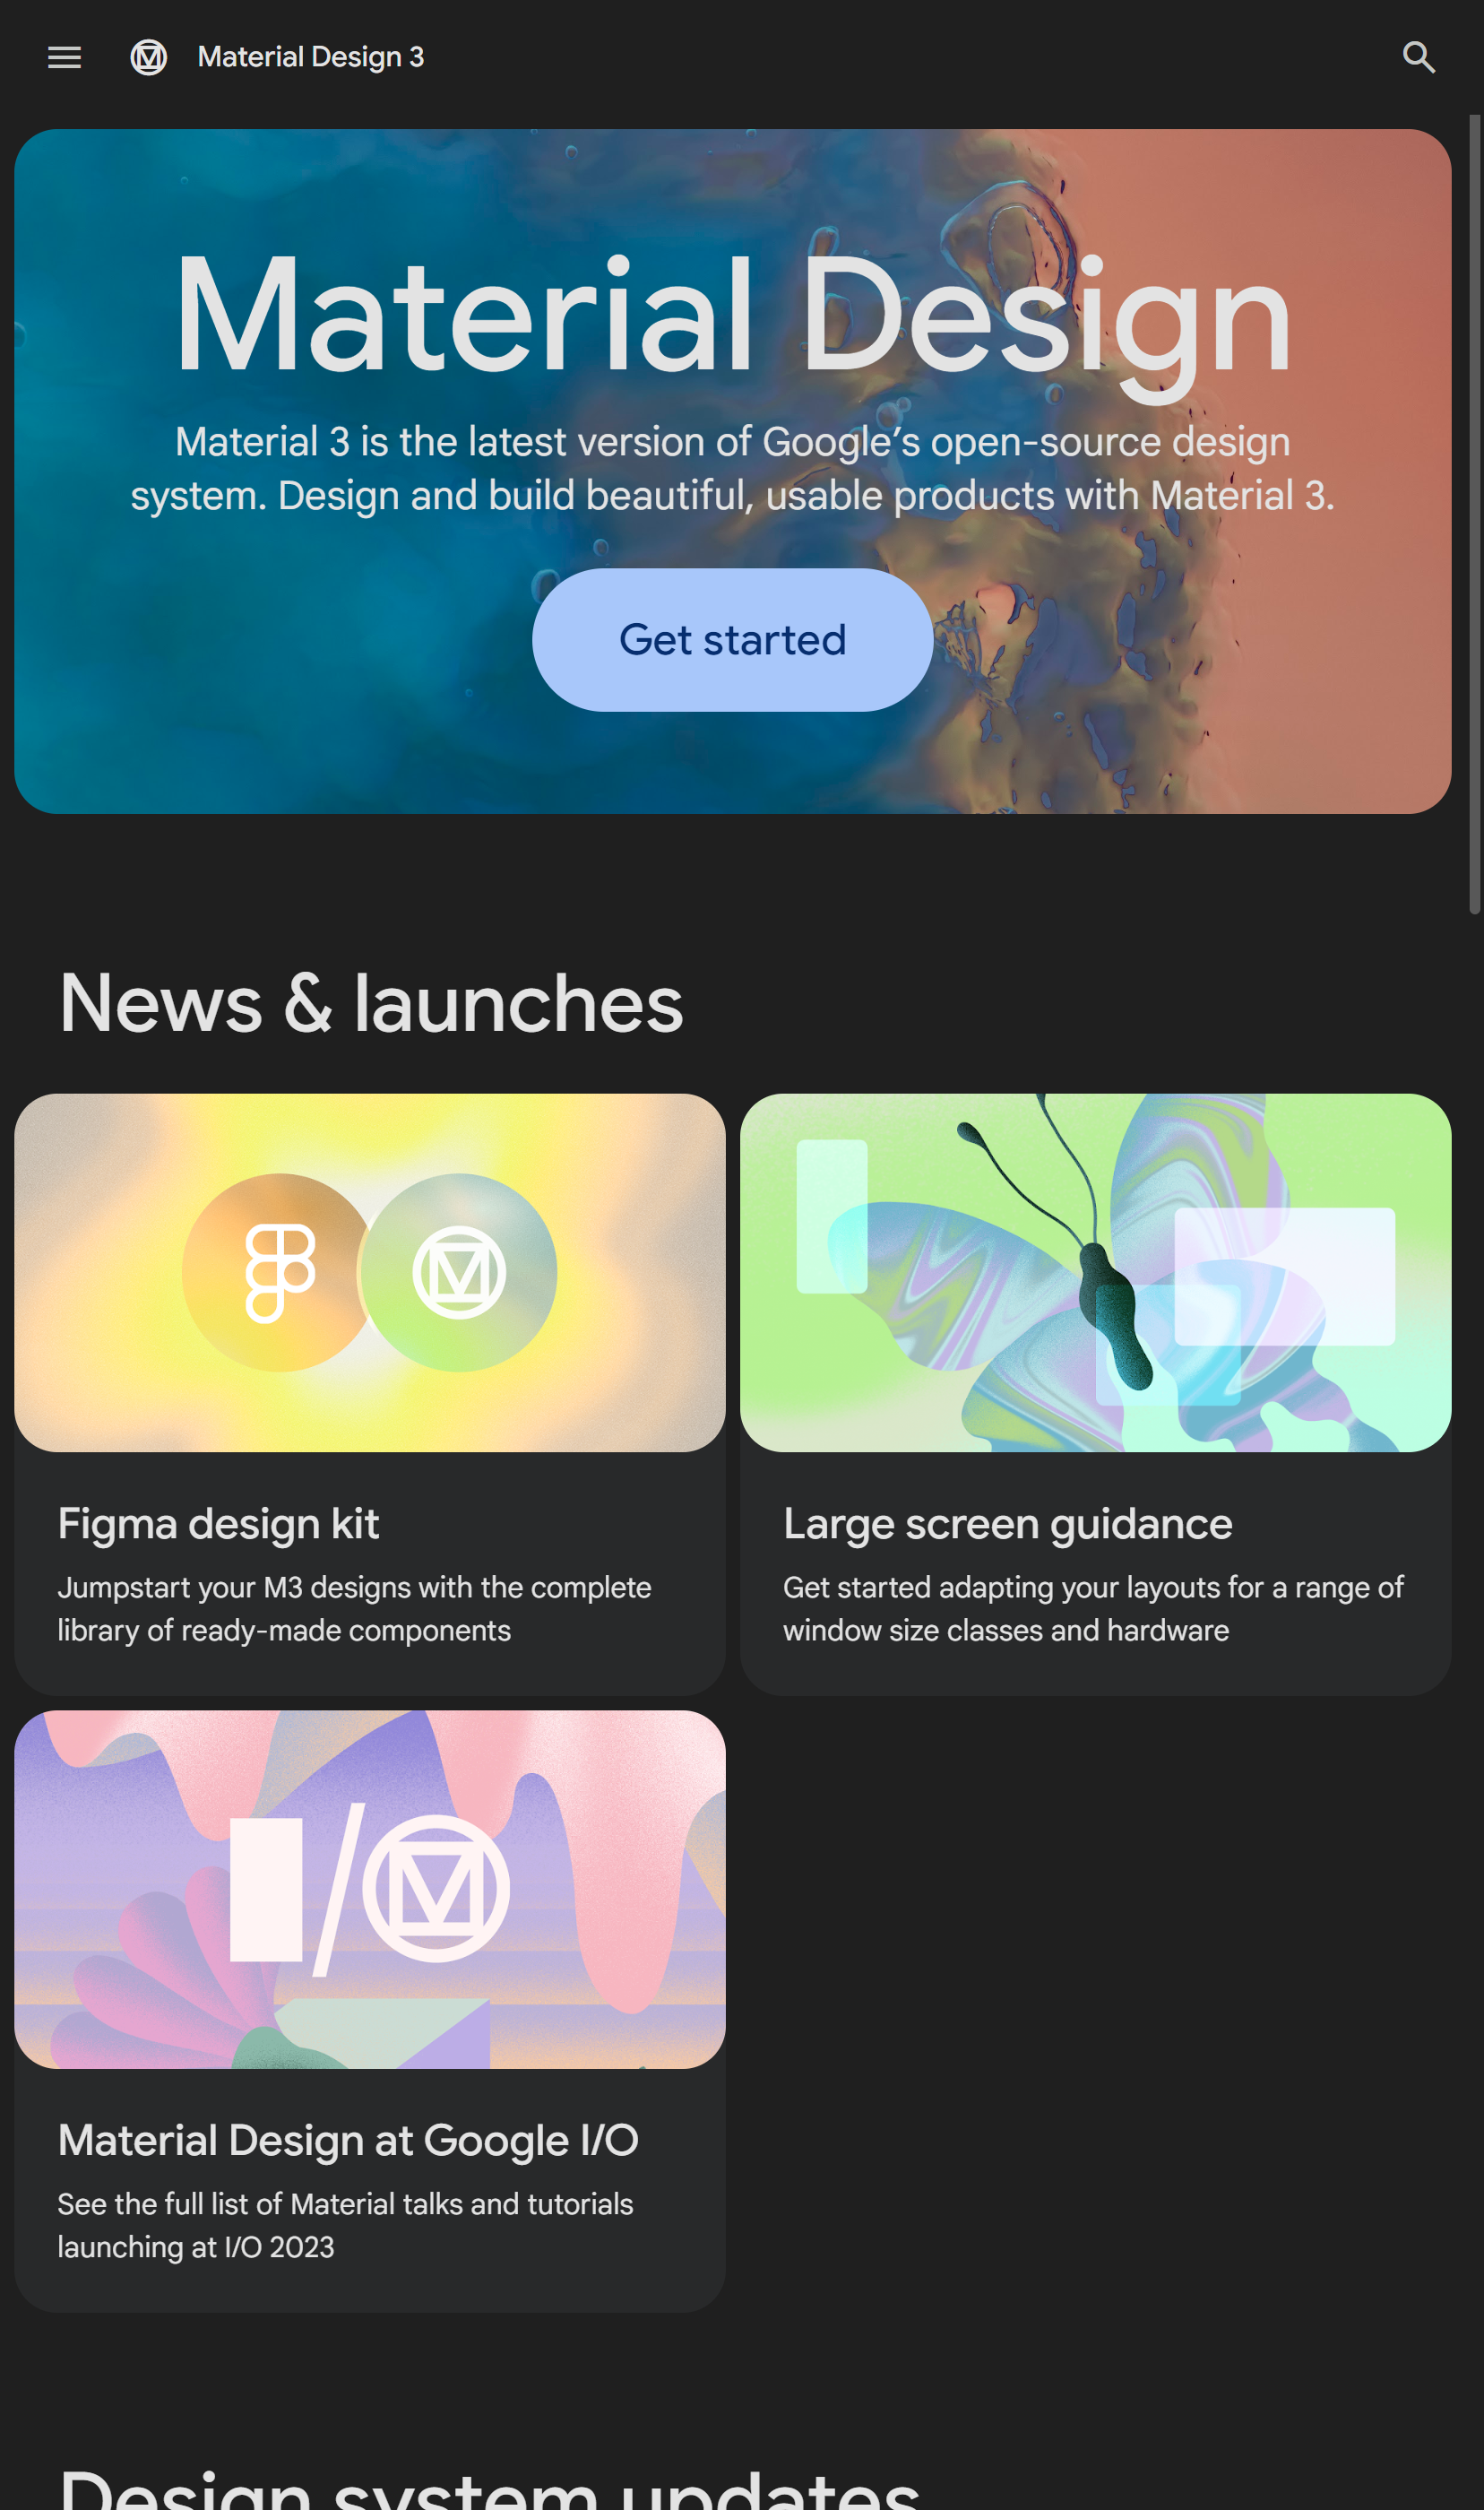 Material Design 3
Material Design
Material 3 is the latest version of Google’s open-source design
system. Design and build beautiful, usable products with Material 3.
Get started
News & launches
Figma design kit
Jumpstart your M3 designs with the complete
library of ready-made components
Large screen guidance
Get started adapting your layouts for a range of
window size classes and hardware
Material Design at Google I/O
See the full list of Material talks and tutorials
launching at I/O 2023
Design system updates